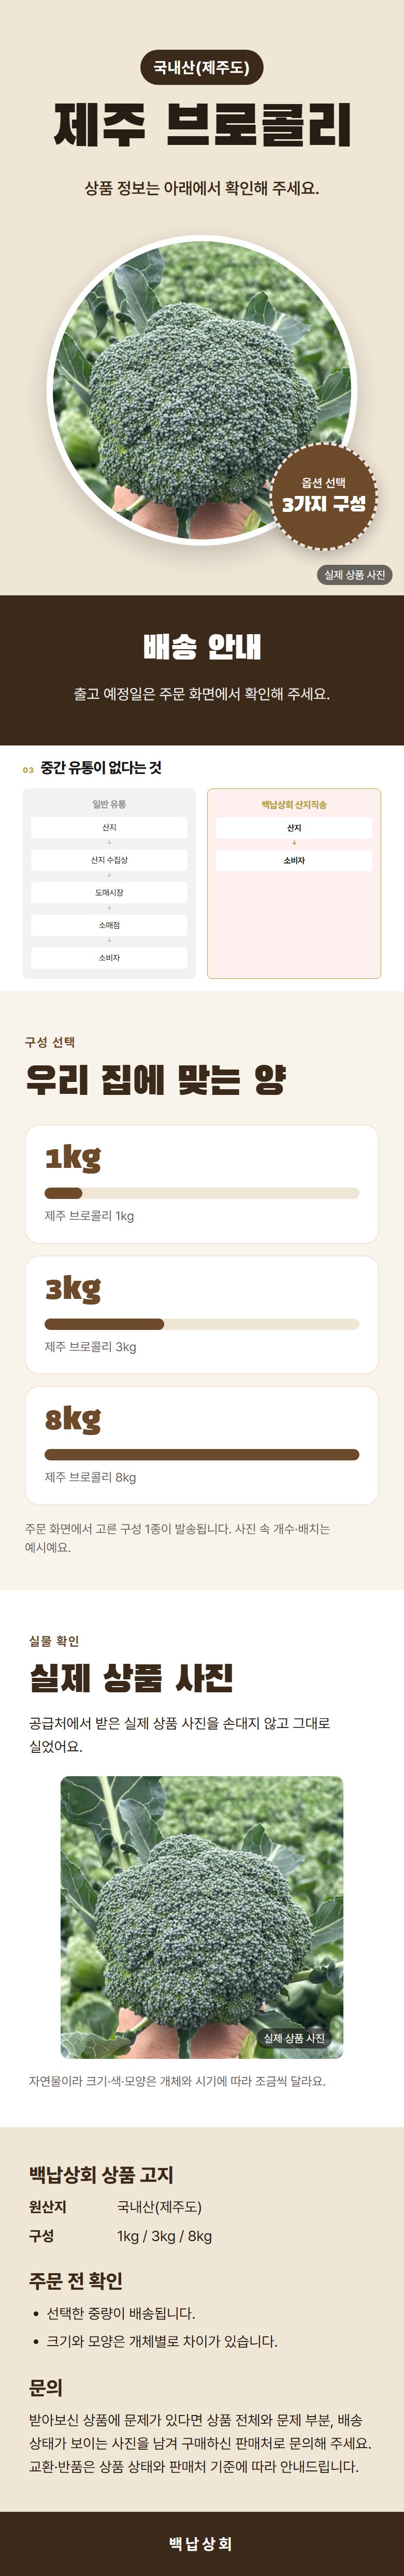 국내산(제주도)
제주 브로콜리
상품 정보는 아래에서 확인해 주세요.
옵션 선택
3가지 구성
실제 상품 사진
배송 안내
출고 예정일은 주문 화면에서 확인해 주세요.
03 중간 유통이 없다는 것
일반 유통
산지
↓
산지 수집상
↓
도매시장
↓
소매점
↓
소비자
백납상회 산지직송
산지
↓
소비자
구성 선택
우리 집에 맞는 양
1kg
제주 브로콜리 1kg
3kg
제주 브로콜리 3kg
8kg
제주 브로콜리 8kg
주문 화면에서 고른 구성 1종이 발송됩니다. 사진 속 개수·배치는
예시예요.
실물 확인
실제 상품 사진
공급처에서 받은 실제 상품 사진을 손대지 않고 그대로
실었어요.
실제 상품 사진
자연물이라 크기·색·모양은 개체와 시기에 따라 조금씩 달라요.
백납상회 상품 고지
원산지 국내산(제주도)
구성 1kg / 3kg / 8kg
주문 전 확인
• 선택한 중량이 배송됩니다.
• 크기와 모양은 개체별로 차이가 있습니다.
문의
받아보신 상품에 문제가 있다면 상품 전체와 문제 부분, 배송
상태가 보이는 사진을 남겨 구매하신 판매처로 문의해 주세요.
교환·반품은 상품 상태와 판매처 기준에 따라 안내드립니다.
백납상회